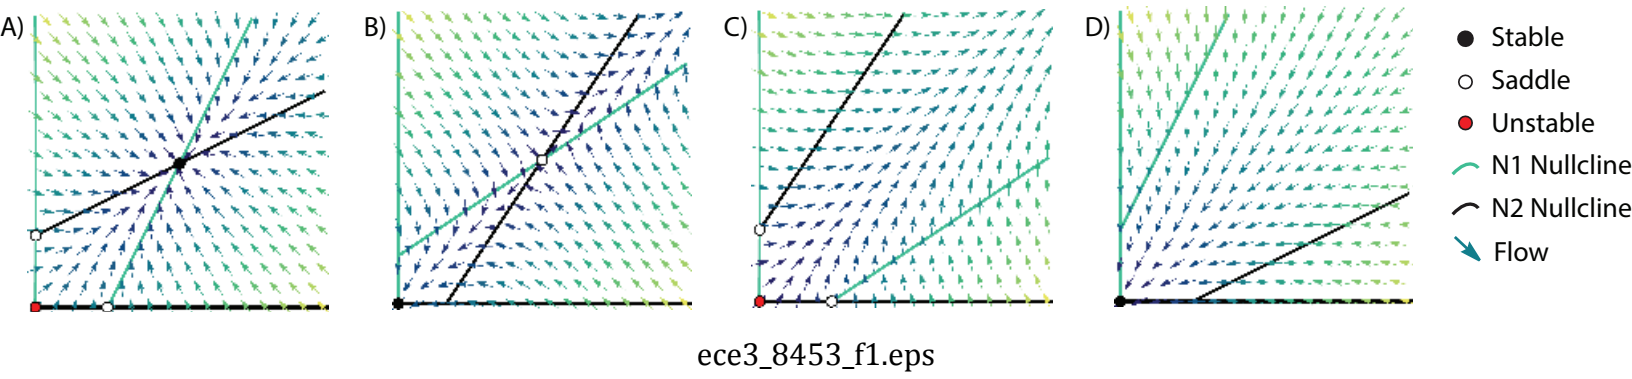 A)
B)
C)
D)
Stable
Saddle
Unstable
N1 Nullcline
N2 Nullcline
Flow
ece3_8453_f1.eps